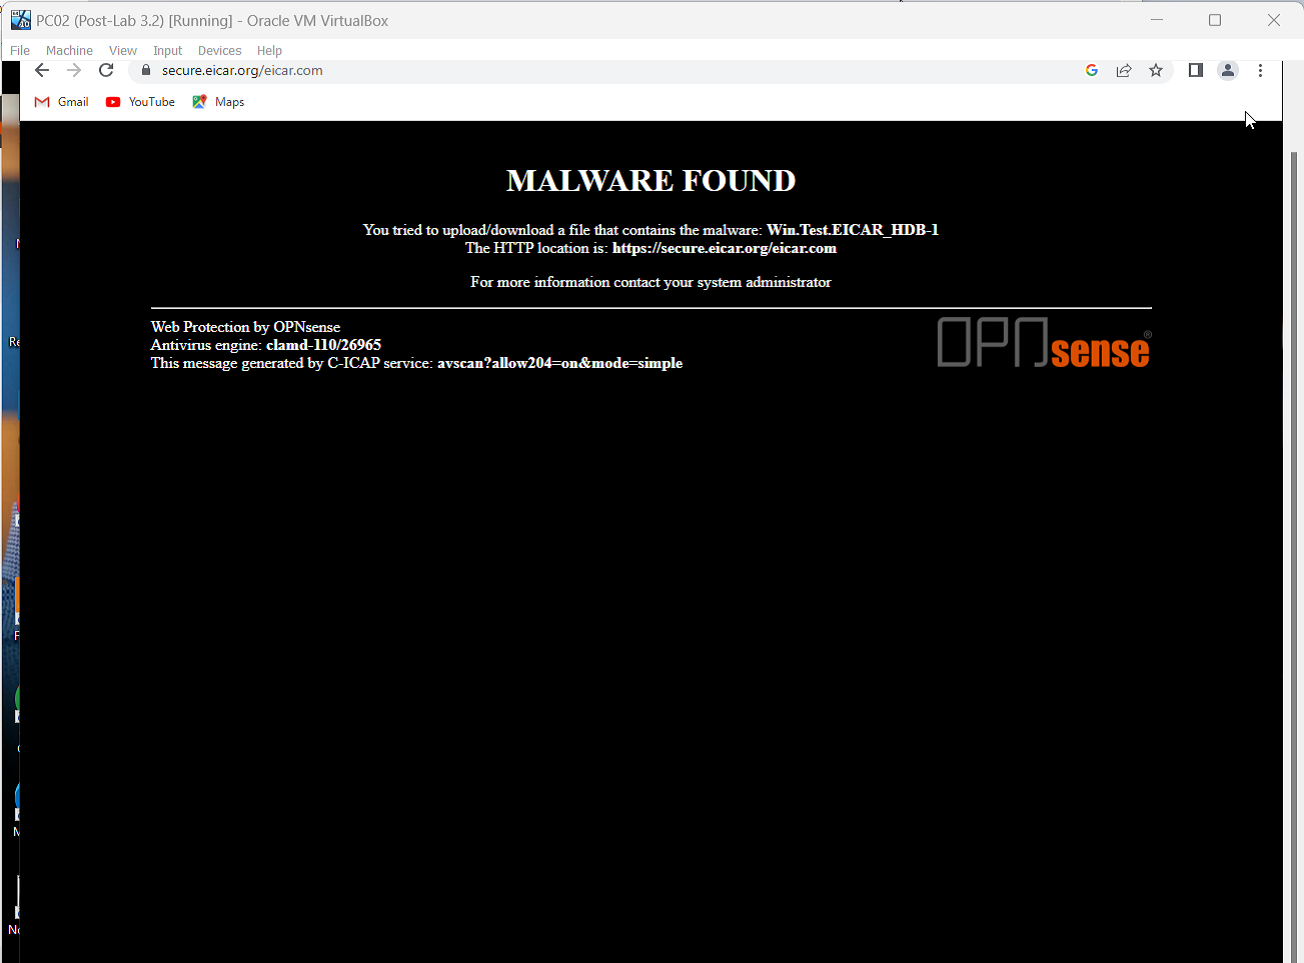 PC02 (Post-Lab 3.2) [Running] - Oracle VM VirtualBox
File Machine View Input Devices Help
secure.eicar.org/eicar.com
Gmail YouTube Maps
MALWARE FOUND
You tried to upload/download a file that contains the malware: Win.Test.EICAR_HDB-1
The HTTP location is: https://secure.eicar.org/eicar.com
For more information contact your system administrator
Web Protection by OPNsense
Antivirus engine: clamd-110/26965
This message generated by C-ICAP service: avscan?allow204=on&mode=simple
OPNsense®